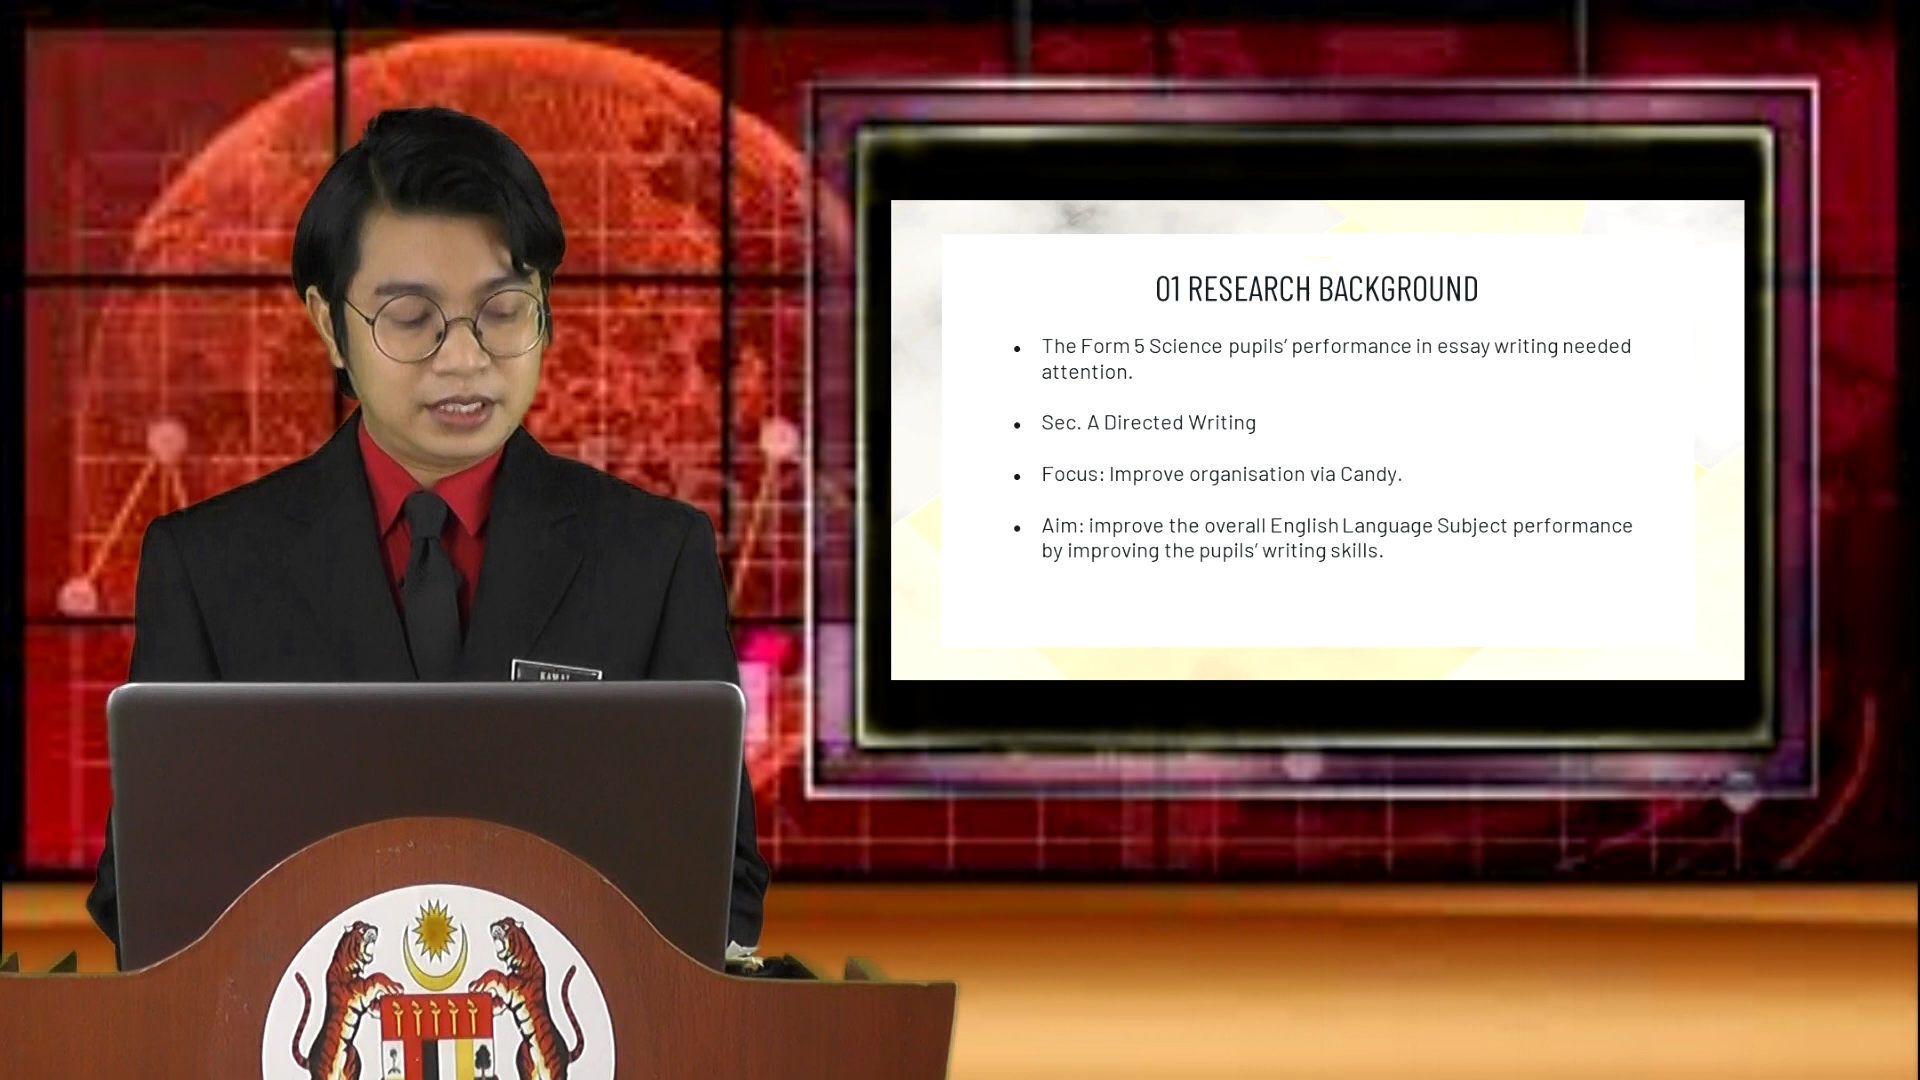 01 RESEARCH BACKGROUND
• The Form 5 Science pupils’ performance in essay writing needed
attention.
• Sec. A Directed Writing
• Focus: Improve organisation via Candy.
• Aim: improve the overall English Language Subject performance
by improving the pupils’ writing skills.
KAMAL